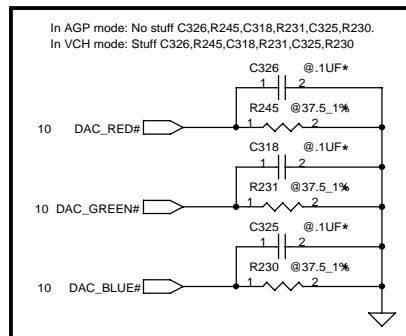 In AGP mode: No stuff C326,R245,C318,R231,C325,R230.
In VCH mode: Stuff C326,R245,C318,R231,C325,R230
C326 @.1UF*
1 2
R245 @37.5_1%
10 DAC_RED# 1 2
C318 @.1UF*
1 2
R231 @37.5_1%
10 DAC_GREEN# 1 2
C325 @.1UF*
1 2
R230 @37.5_1%
10 DAC_BLUE# 1 2